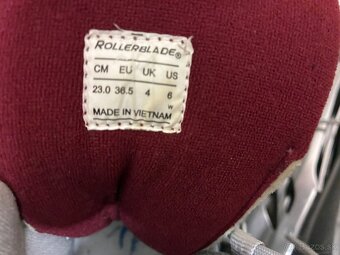 ROLLERBLADE®
CM EU UK US
23.0 36.5 4 6
W
MADE IN VIETNAM